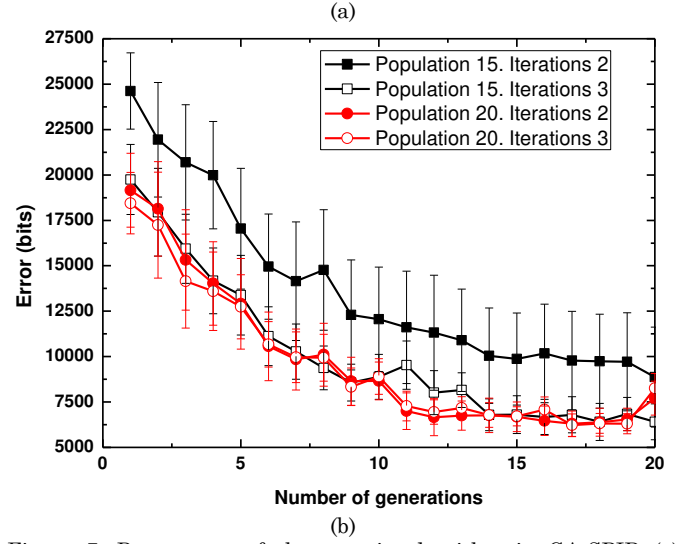 (a)
27500
25000
22500
20000
17500
15000
12500
10000
7500
5000
Error (bits)
Population 15. Iterations 2
Population 15. Iterations 3
Population 20. Iterations 2
Population 20. Iterations 3
0
5
10
15
20
Number of generations
(b)